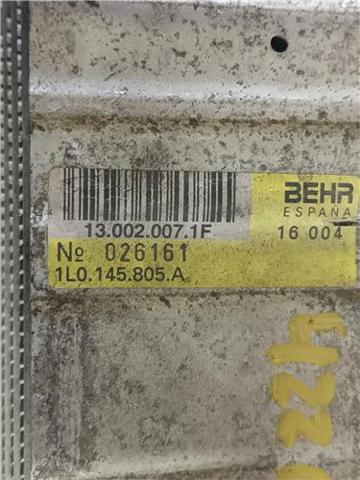 BEHR
ESPAÑA
13.002.007.1F
16 004
№ 026161
1L0.145.805.A